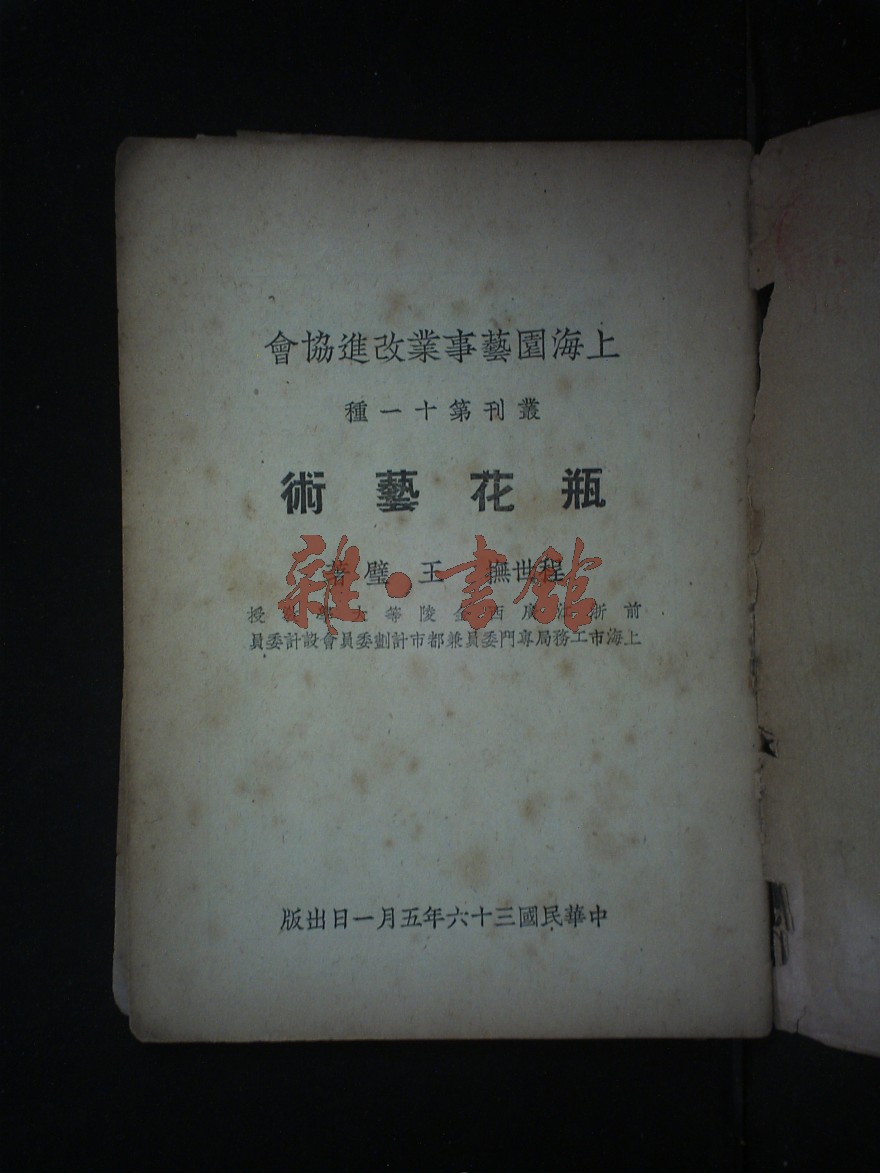 上海園藝事業改進協會
叢刊第十一種
瓶花藝術
程世撫 王璧著
雜·書館
前浙江廣西金陵等大學教授
上海市工務局專門委員兼都市計劃委員會設計委員
中華民國三十六年五月一日出版